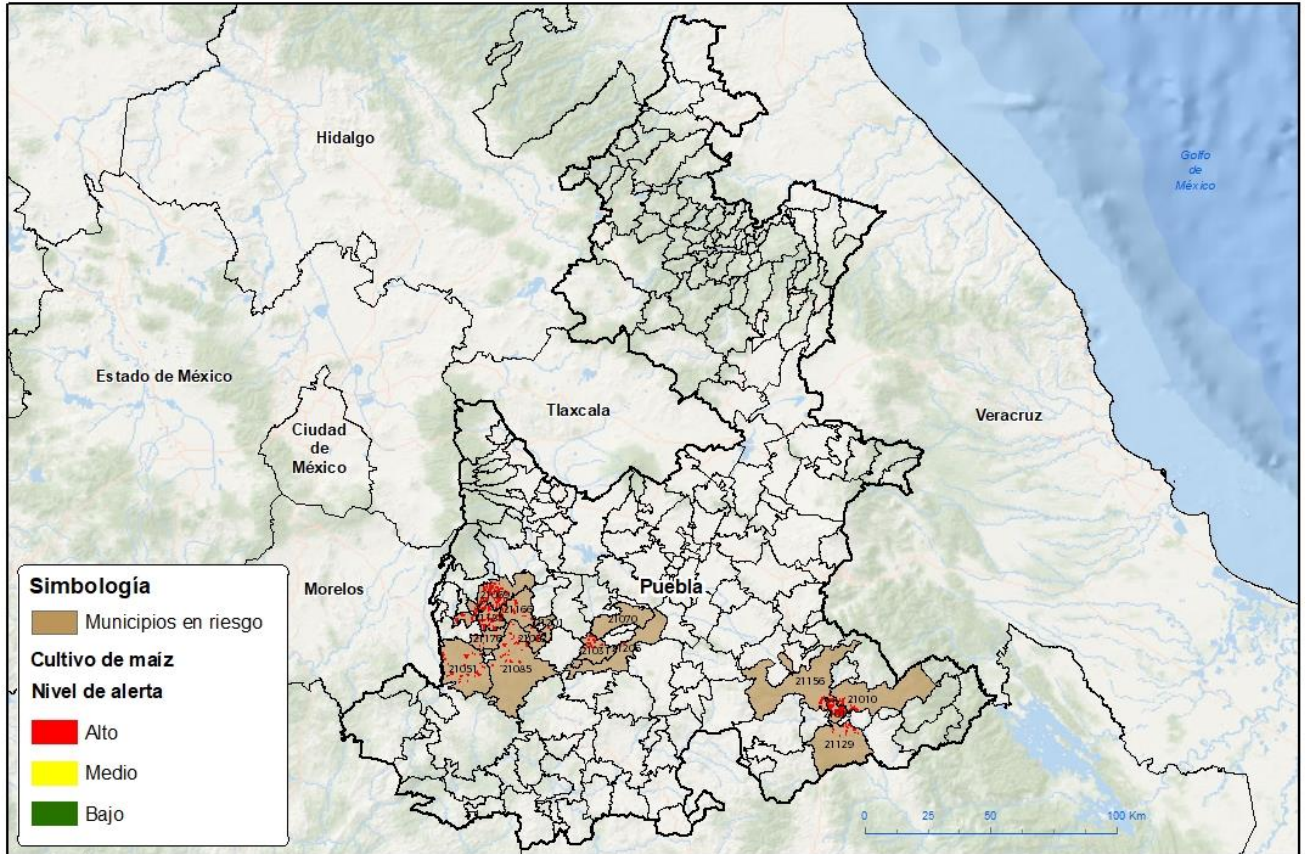 Hidalgo
Golfo
de
México
Estado de México
Tlaxcala
Veracruz
Ciudad
de
México
Morelos
Puebla
21166
21070
21051
21085
21156
21010
21129
Simbología
Municipios en riesgo
Cultivo de maíz
Nivel de alerta
Alto
Medio
Bajo
0 25 50 100 Km